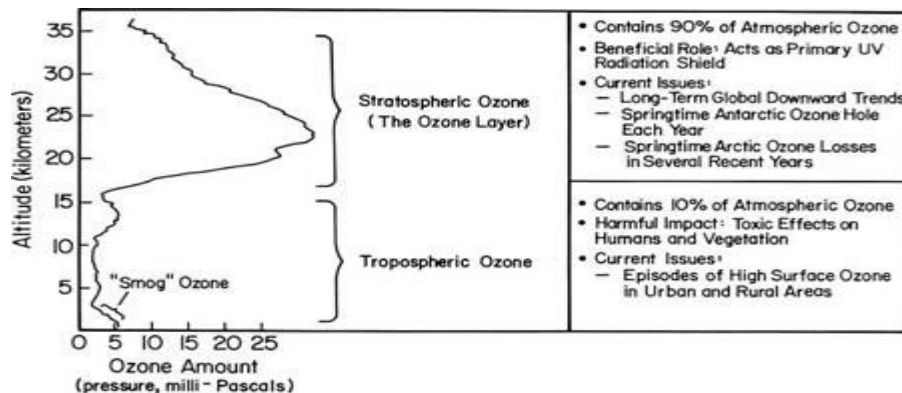 35
30
25
20
15
10
5
Altitude (kilometers)
0 5 10 15 20 25
Ozone Amount
(pressure, milli-Pascals)
"Smog" Ozone
Stratospheric Ozone
(The Ozone Layer)
Tropospheric Ozone
• Contains 90% of Atmospheric Ozone
• Beneficial Role: Acts as Primary UV
Radiation Shield
• Current Issues:
— Long-Term Global Downward Trends
— Springtime Antarctic Ozone Hole
Each Year
— Springtime Arctic Ozone Losses
in Several Recent Years
• Contains 10% of Atmospheric Ozone
• Harmful Impact: Toxic Effects on
Humans and Vegetation
• Current Issues:
— Episodes of High Surface Ozone
in Urban and Rural Areas